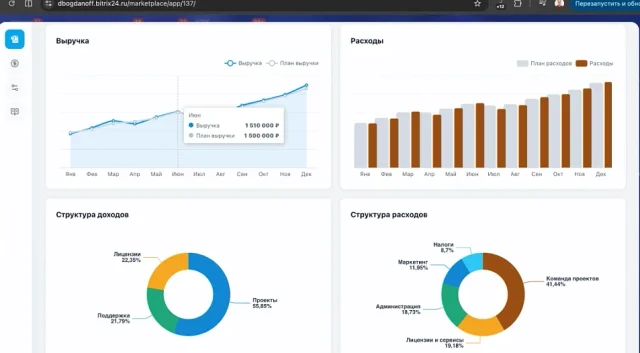 dbogdanoff.bitrix24.ru/marketplace/app/137/
+12
Перезапустить и обно
Выручка
Выручка
План выручки
Июн
Выручка 1 510 000 ₽
План выручки 1 500 000 ₽
Янв Фев Мар Апр Май Июн Июл Авг Сен Окт Ноя Дек
Расходы
План расходов
Расходы
Янв Фев Мар Апр Май Июн Июл Авг Сен Окт Ноя Дек
Структура доходов
Лицензии
22,35%
Проекты
55,85%
Поддержка
21,79%
Структура расходов
Налоги
8,7%
Маркетинг
11,95%
Команда проектов
41,44%
Администрация
18,73%
Лицензии и сервисы
19,18%